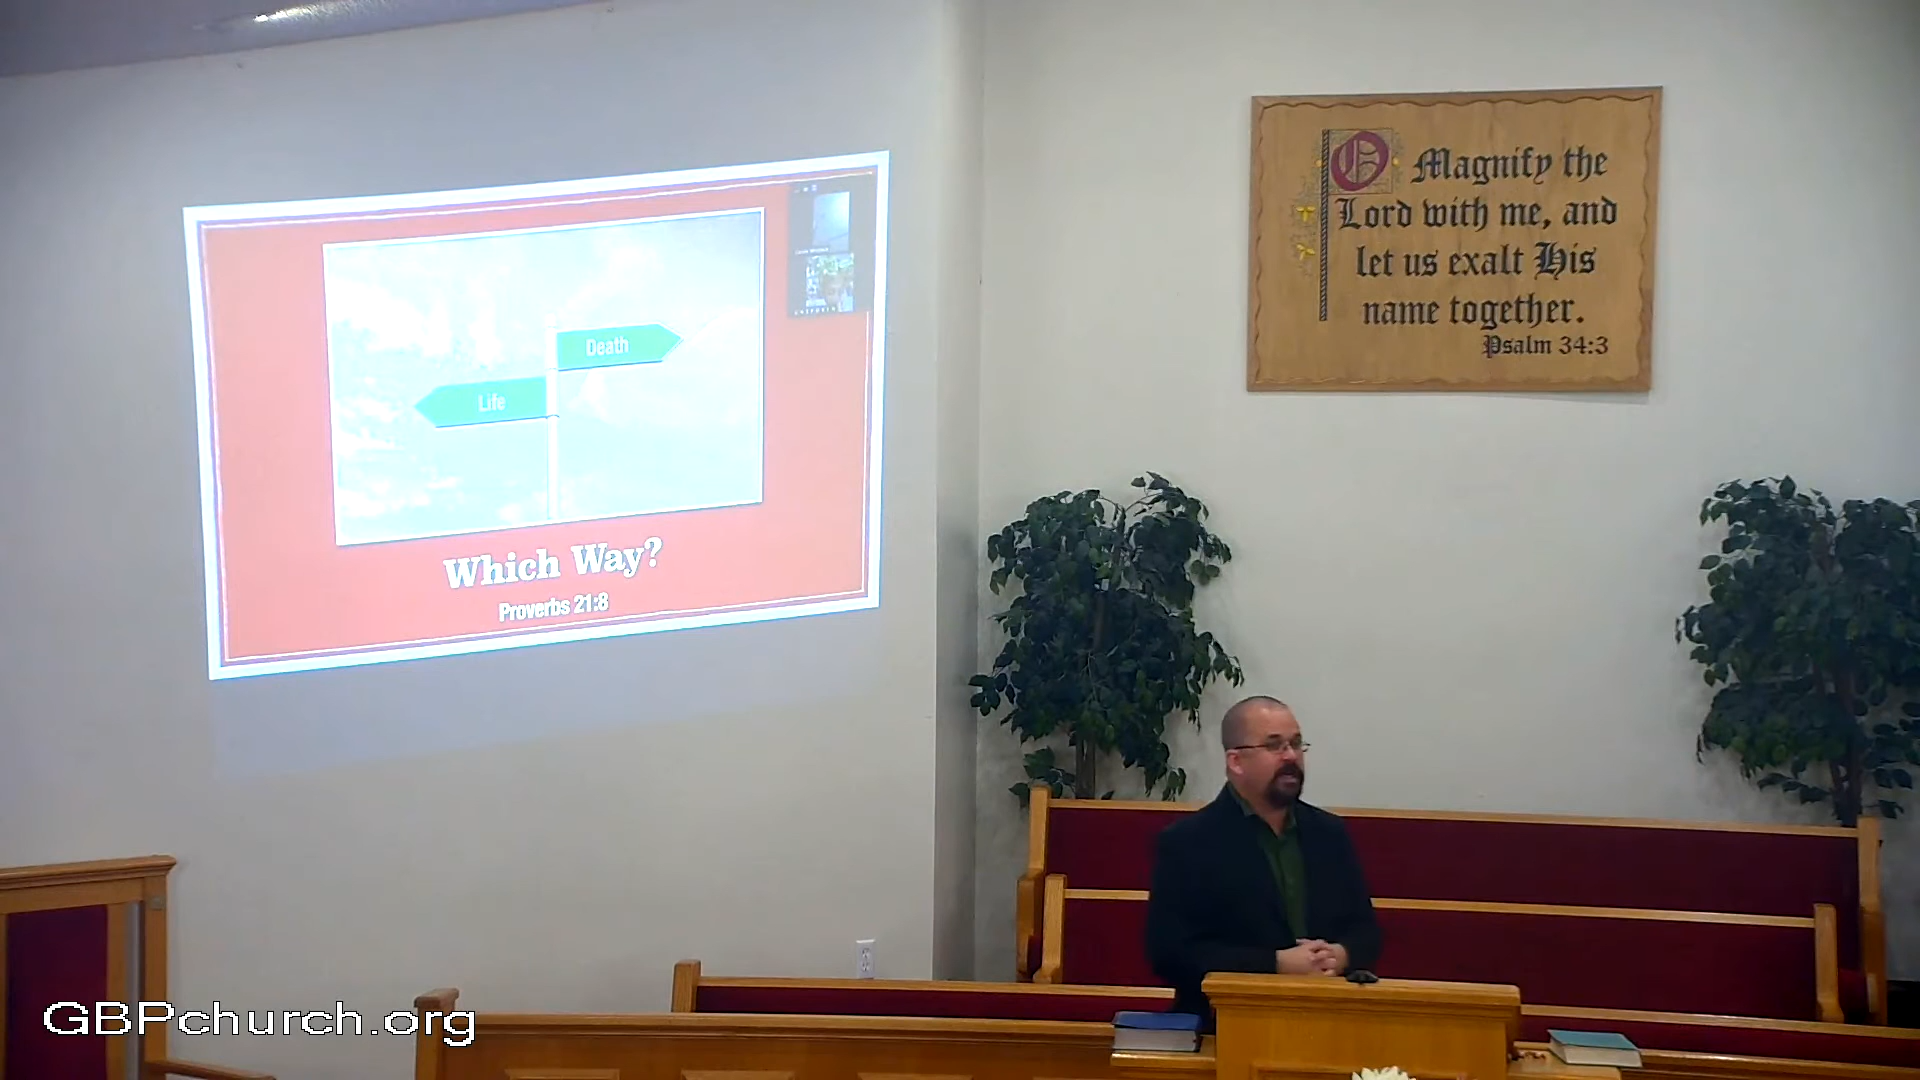 Death
Life
Which Way?
Proverbs 21:8
O Magnify the
Lord with me, and
let us exalt His
name together.
Psalm 34:3
GBPchurch.org